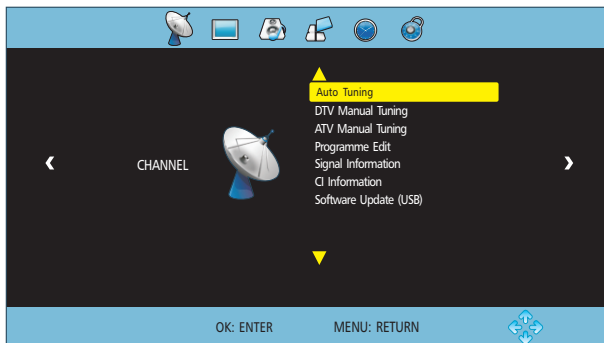 Auto Tuning
DTV Manual Tuning
ATV Manual Tuning
Programme Edit
CHANNEL
Signal Information
CI Information
Software Update (USB)
OK: ENTER MENU: RETURN